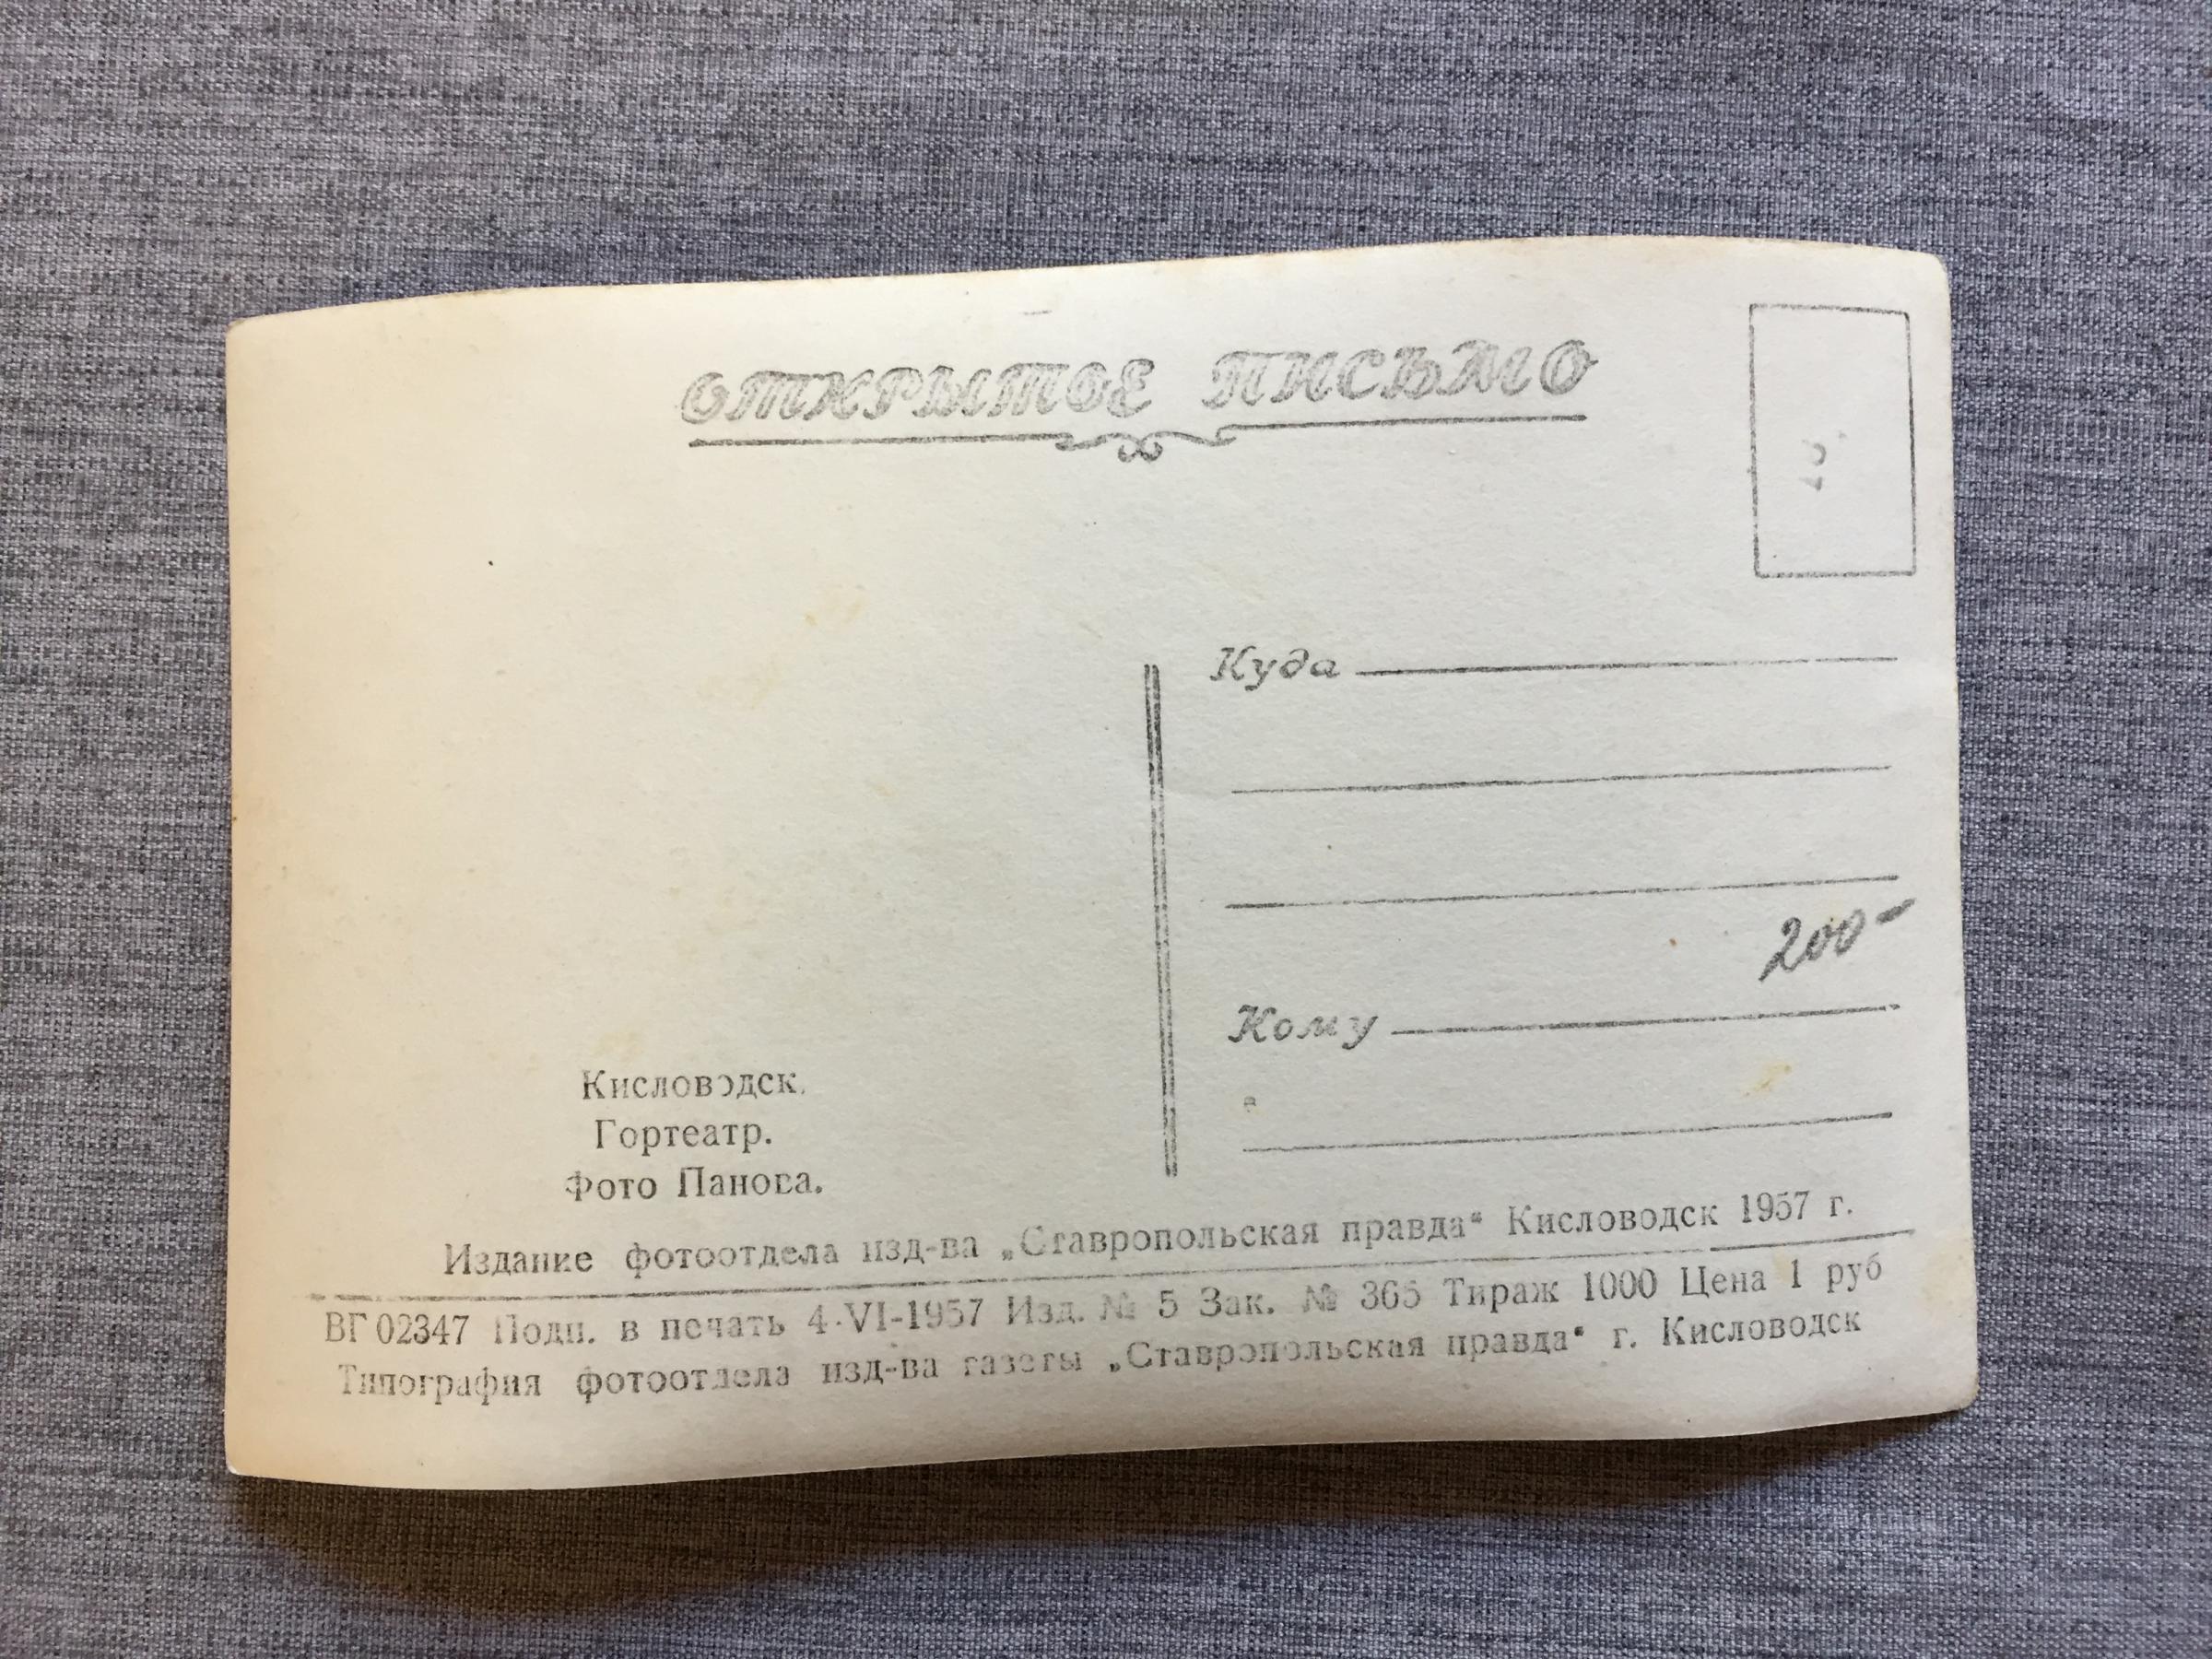 ОТКРЫТОЕ ПИСЬМО
Куда
200-
Кому
Кисловодск.
Гортеатр.
Фото Панова.
Издание фотоотдела изд-ва „Ставропольская правда“ Кисловодск 1957 г.
ВГ 02347 Подп. в печать 4-VI-1957 Изд. № 5 Зак. № 365 Тираж 1000 Цена 1 руб
Типография фотоотдела изд-ва газеты „Ставропольская правда“ г. Кисловодск